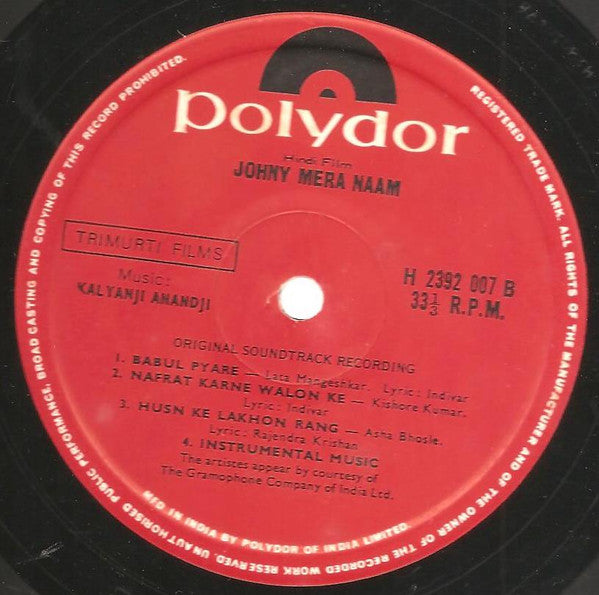 polydor
Hindi Film
JOHNY MERA NAAM
TRIMURTI FILMS
Music:
KALYANJI ANANDJI
H 2392 007 B
33⅓ R.P.M.
ORIGINAL SOUNDTRACK RECORDING
1. BABUL PYARE — Lata Mangeshkar. Lyric: Indivar
2. NAFRAT KARNE WALON KE — Kishore Kumar.
Lyric: Indivar
3. HUSN KE LAKHON RANG — Asha Bhosle.
Lyric: Rajendra Krishan
4. INSTRUMENTAL MUSIC
The artistes appear by courtesy of
The Gramophone Company of India Ltd.
REGISTERED TRADE MARK. ALL RIGHTS OF THE MANUFACTURER AND OF THE OWNER OF THE RECORDED WORK RESERVED. UNAUTHORISED PUBLIC PERFORMANCE, BROAD CASTING AND COPYING OF THIS RECORD PROHIBITED.
MFD IN INDIA BY POLYDOR OF INDIA LIMITED.